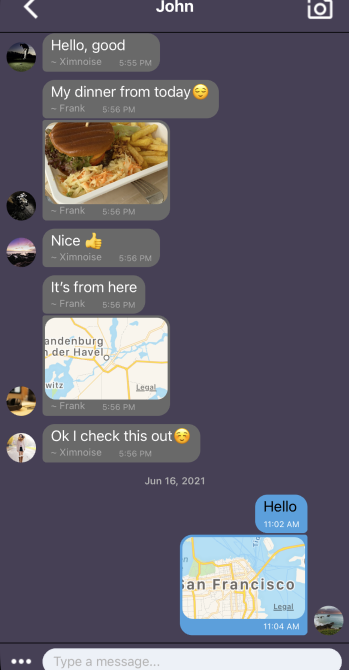 John
Hello, good
~ Ximnoise 5:55 PM
My dinner from today😌
~ Frank 5:56 PM
~ Frank 5:56 PM
Nice 👍
~ Ximnoise 5:56 PM
It's from here
~ Frank 5:56 PM
andenburg
n der Havel
witz
Legal
~ Frank 5:56 PM
Ok I check this out☺️
~ Ximnoise 5:56 PM
Jun 16, 2021
Hello
11:02 AM
San Francisco
Legal
11:04 AM
Type a message...